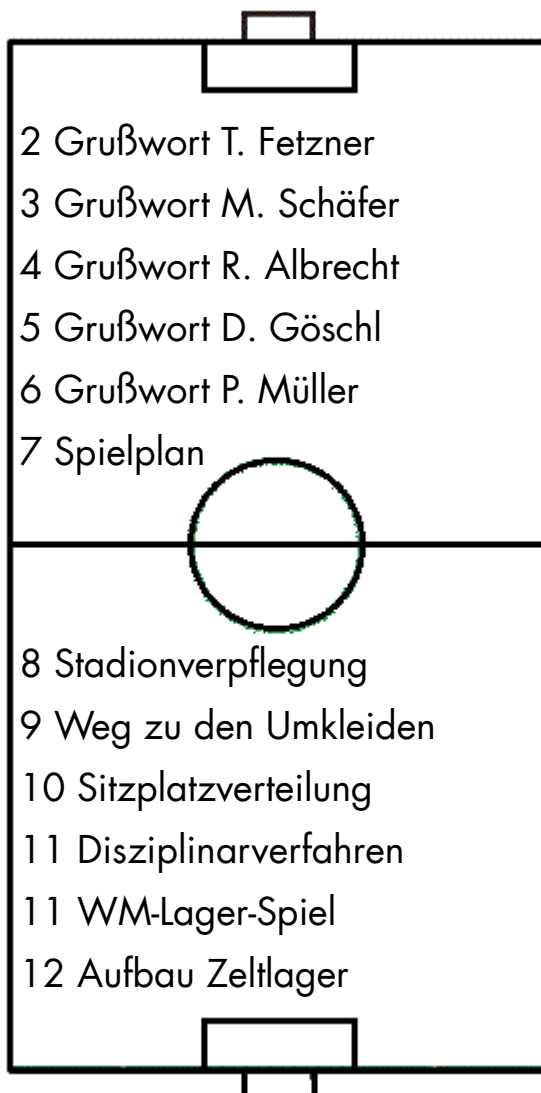 2 Grußwort T. Fetzner
3 Grußwort M. Schäfer
4 Grußwort R. Albrecht
5 Grußwort D. Göschl
6 Grußwort P. Müller
7 Spielplan
8 Stadionverpflegung
9 Weg zu den Umkleiden
10 Sitzplatzverteilung
11 Disziplinarverfahren
11 WM-Lager-Spiel
12 Aufbau Zeltlager